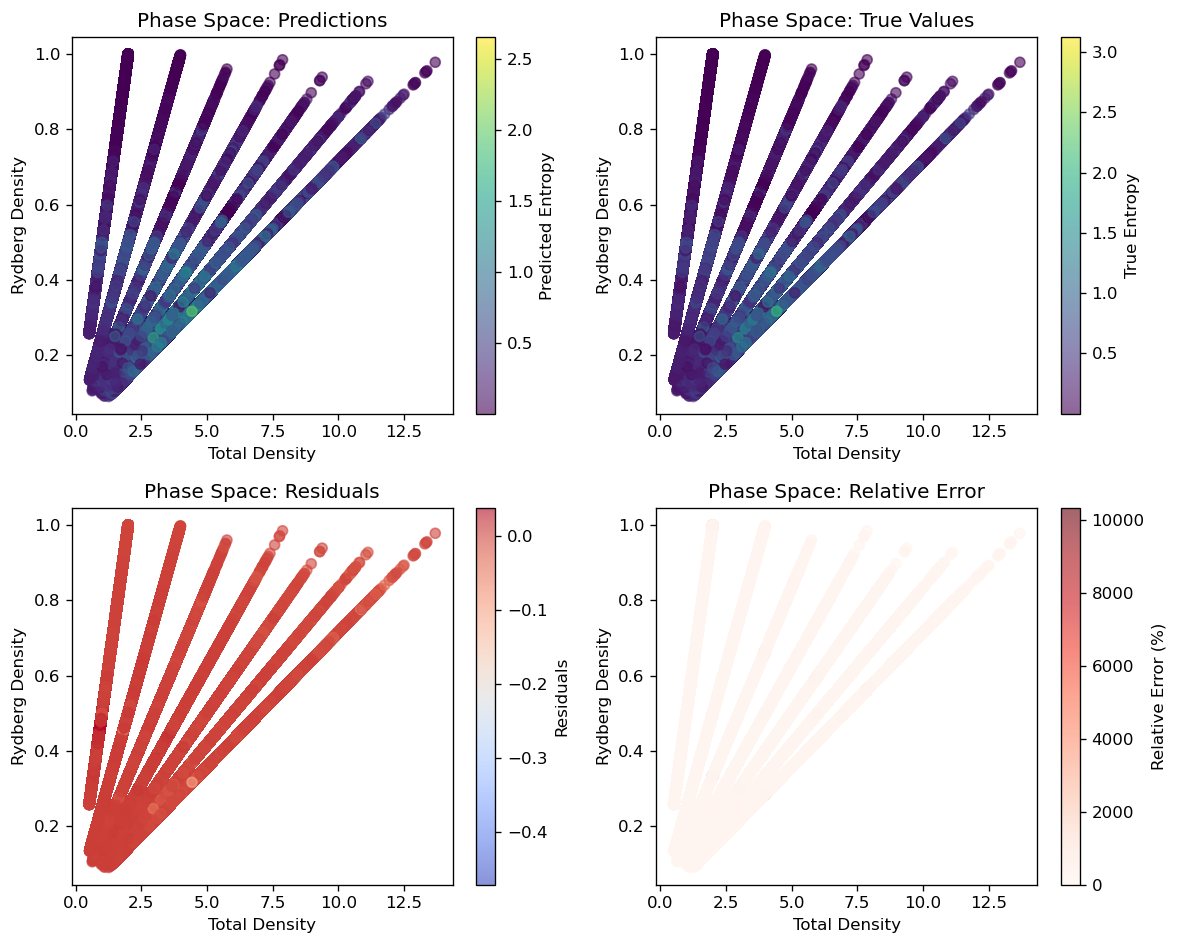 Phase Space: Predictions
1.0
0.8
0.6
0.4
0.2
Rydberg Density
0.0 2.5 5.0 7.5 10.0 12.5
Total Density
2.5
2.0
1.5
1.0
0.5
Predicted Entropy
Phase Space: True Values
1.0
0.8
0.6
0.4
0.2
Rydberg Density
0.0 2.5 5.0 7.5 10.0 12.5
Total Density
3.0
2.5
2.0
1.5
1.0
0.5
True Entropy
Phase Space: Residuals
1.0
0.8
0.6
0.4
0.2
Rydberg Density
0.0 2.5 5.0 7.5 10.0 12.5
Total Density
0.0
−0.1
−0.2
−0.3
−0.4
Residuals
Phase Space: Relative Error
1.0
0.8
0.6
0.4
0.2
Rydberg Density
0.0 2.5 5.0 7.5 10.0 12.5
Total Density
10000
8000
6000
4000
2000
0
Relative Error (%)